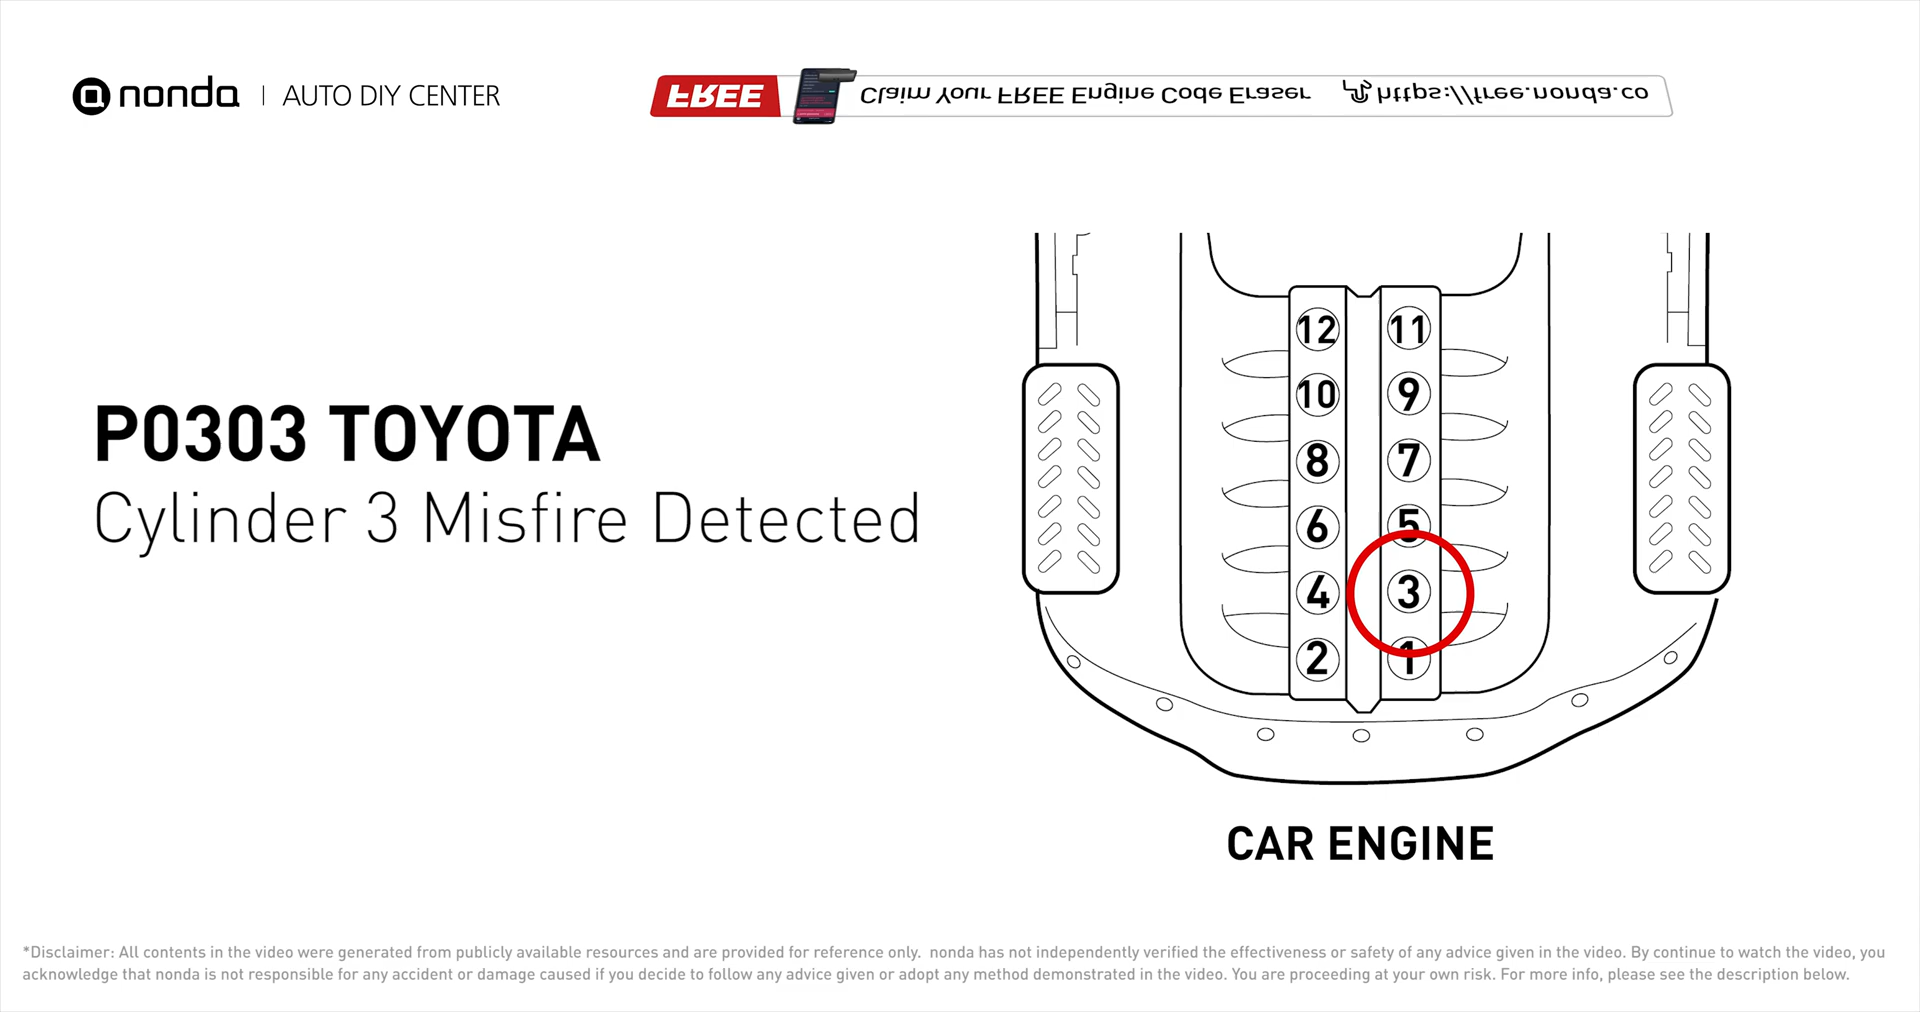 nonda | AUTO DIY CENTER
FREE Claim Your FREE Engine Code Eraser https://free.nonda.co
P0303 TOYOTA
Cylinder 3 Misfire Detected
12 11
10 9
8 7
6 5
4 3
2 1
CAR ENGINE
*Disclaimer: All contents in the video were generated from publicly available resources and are provided for reference only. nonda has not independently verified the effectiveness or safety of any advice given in the video. By continue to watch the video, you
acknowledge that nonda is not responsible for any accident or damage caused if you decide to follow any advice given or adopt any method demonstrated in the video. You are proceeding at your own risk. For more info, please see the description below.